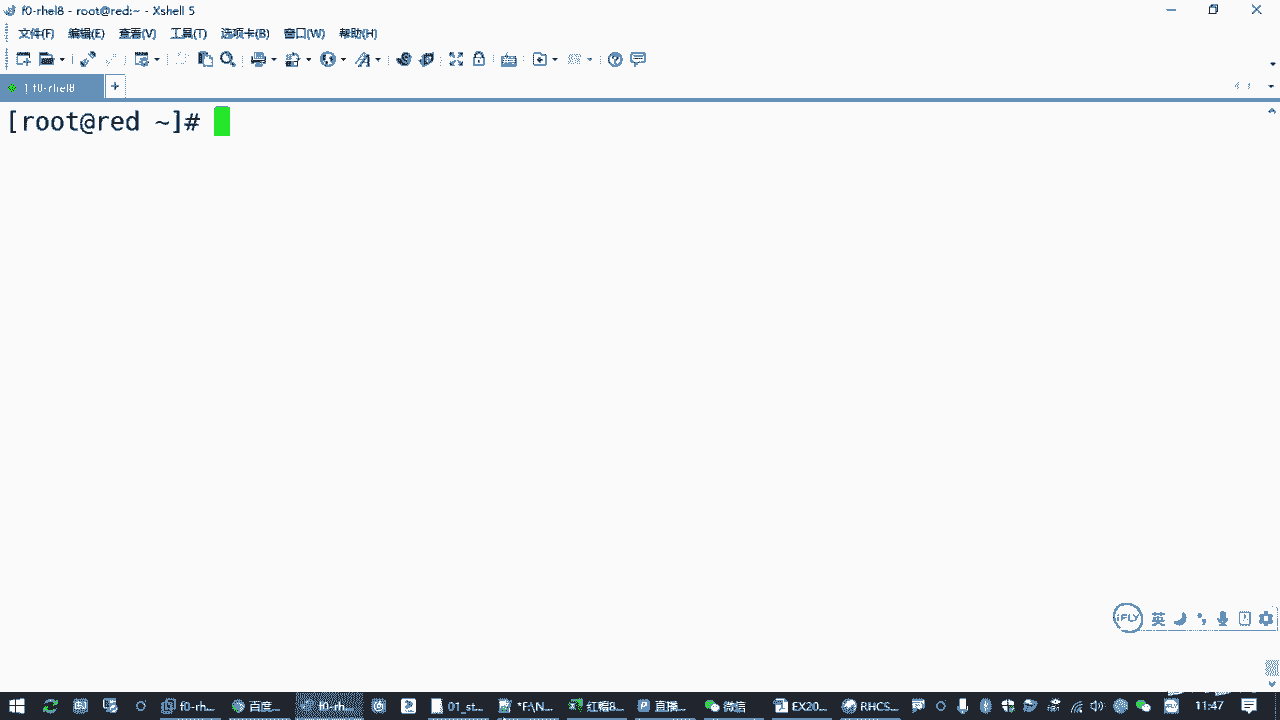 f0-rhel8 - root@red:~ - Xshell 5
文件(F) 编辑(E) 查看(V) 工具(T) 选项卡(B) 窗口(W) 帮助(H)
1 f0-rhel8
[root@red ~]#
iFLY 英
f0-rh... 百度... f0-rh... 01_st... *F:\N... 红帽8... 直播... 微信 EX20... RHCS... 11:47